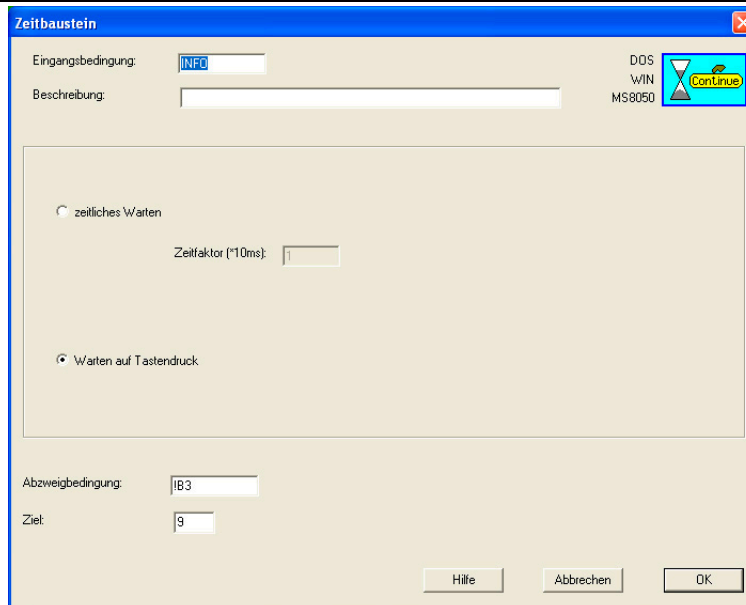 Zeitbaustein
Eingangsbedingung: INFO
Beschreibung:
DOS
WIN
MS8050
Continue
zeitliches Warten
Zeitfaktor (*10ms): 1
Warten auf Tastendruck
Abzweigbedingung: !B3
Ziel: 9
Hilfe Abbrechen OK